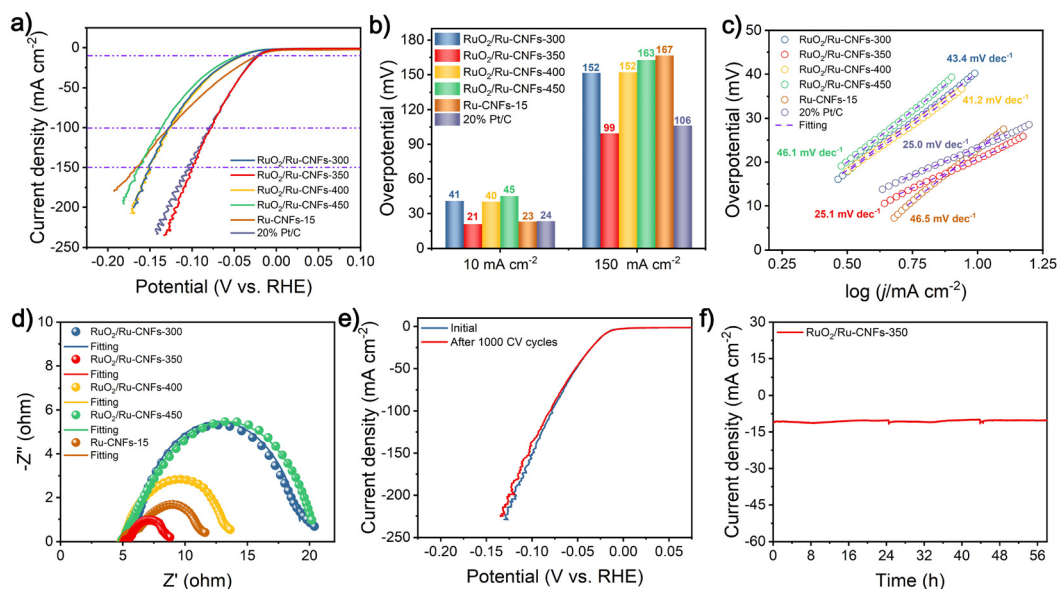 a)
Current density (mA cm⁻²)
0
-50
-100
-150
-200
-250
-0.20
-0.15
-0.10
-0.05
0.00
0.05
0.10
Potential (V vs. RHE)
RuO₂/Ru-CNFs-300
RuO₂/Ru-CNFs-350
RuO₂/Ru-CNFs-400
RuO₂/Ru-CNFs-450
Ru-CNFs-15
20% Pt/C
b)
Overpotential (mV)
180
150
120
90
60
30
0
RuO₂/Ru-CNFs-300
RuO₂/Ru-CNFs-350
RuO₂/Ru-CNFs-400
RuO₂/Ru-CNFs-450
Ru-CNFs-15
20% Pt/C
41
21
40
45
23
24
152
99
152
163
167
106
10 mA cm⁻²
150 mA cm⁻²
c)
Overpotential (mV)
60
50
40
30
20
10
0
RuO₂/Ru-CNFs-300
RuO₂/Ru-CNFs-350
RuO₂/Ru-CNFs-400
RuO₂/Ru-CNFs-450
Ru-CNFs-15
20% Pt/C
Fitting
43.4 mV dec⁻¹
41.2 mV dec⁻¹
46.1 mV dec⁻¹
25.0 mV dec⁻¹
25.1 mV dec⁻¹
46.5 mV dec⁻¹
0.25
0.50
0.75
1.00
1.25
log (j/mA cm⁻²)
d)
-Z'' (ohm)
10
8
6
4
2
0
RuO₂/Ru-CNFs-300
Fitting
RuO₂/Ru-CNFs-350
Fitting
RuO₂/Ru-CNFs-400
Fitting
RuO₂/Ru-CNFs-450
Fitting
Ru-CNFs-15
Fitting
0
5
10
15
20
Z' (ohm)
e)
Current density (mA cm⁻²)
0
-50
-100
-150
-200
-250
Initial
After 1000 CV cycles
-0.20
-0.15
-0.10
-0.05
0.00
0.05
Potential (V vs. RHE)
f)
Current density (mA cm⁻²)
30
15
0
-15
-30
-45
-60
RuO₂/Ru-CNFs-350
0
8
16
24
32
40
48
56
Time (h)